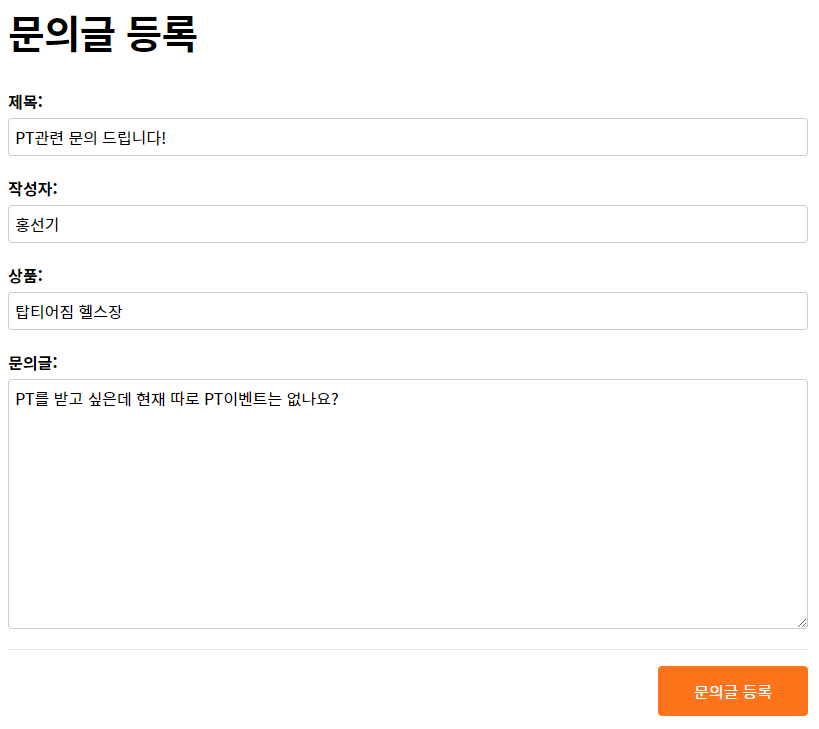 문의글 등록
제목:
PT관련 문의 드립니다!
작성자:
홍선기
상품:
탑티어짐 헬스장
문의글:
PT를 받고 싶은데 현재 따로 PT이벤트는 없나요?
문의글 등록